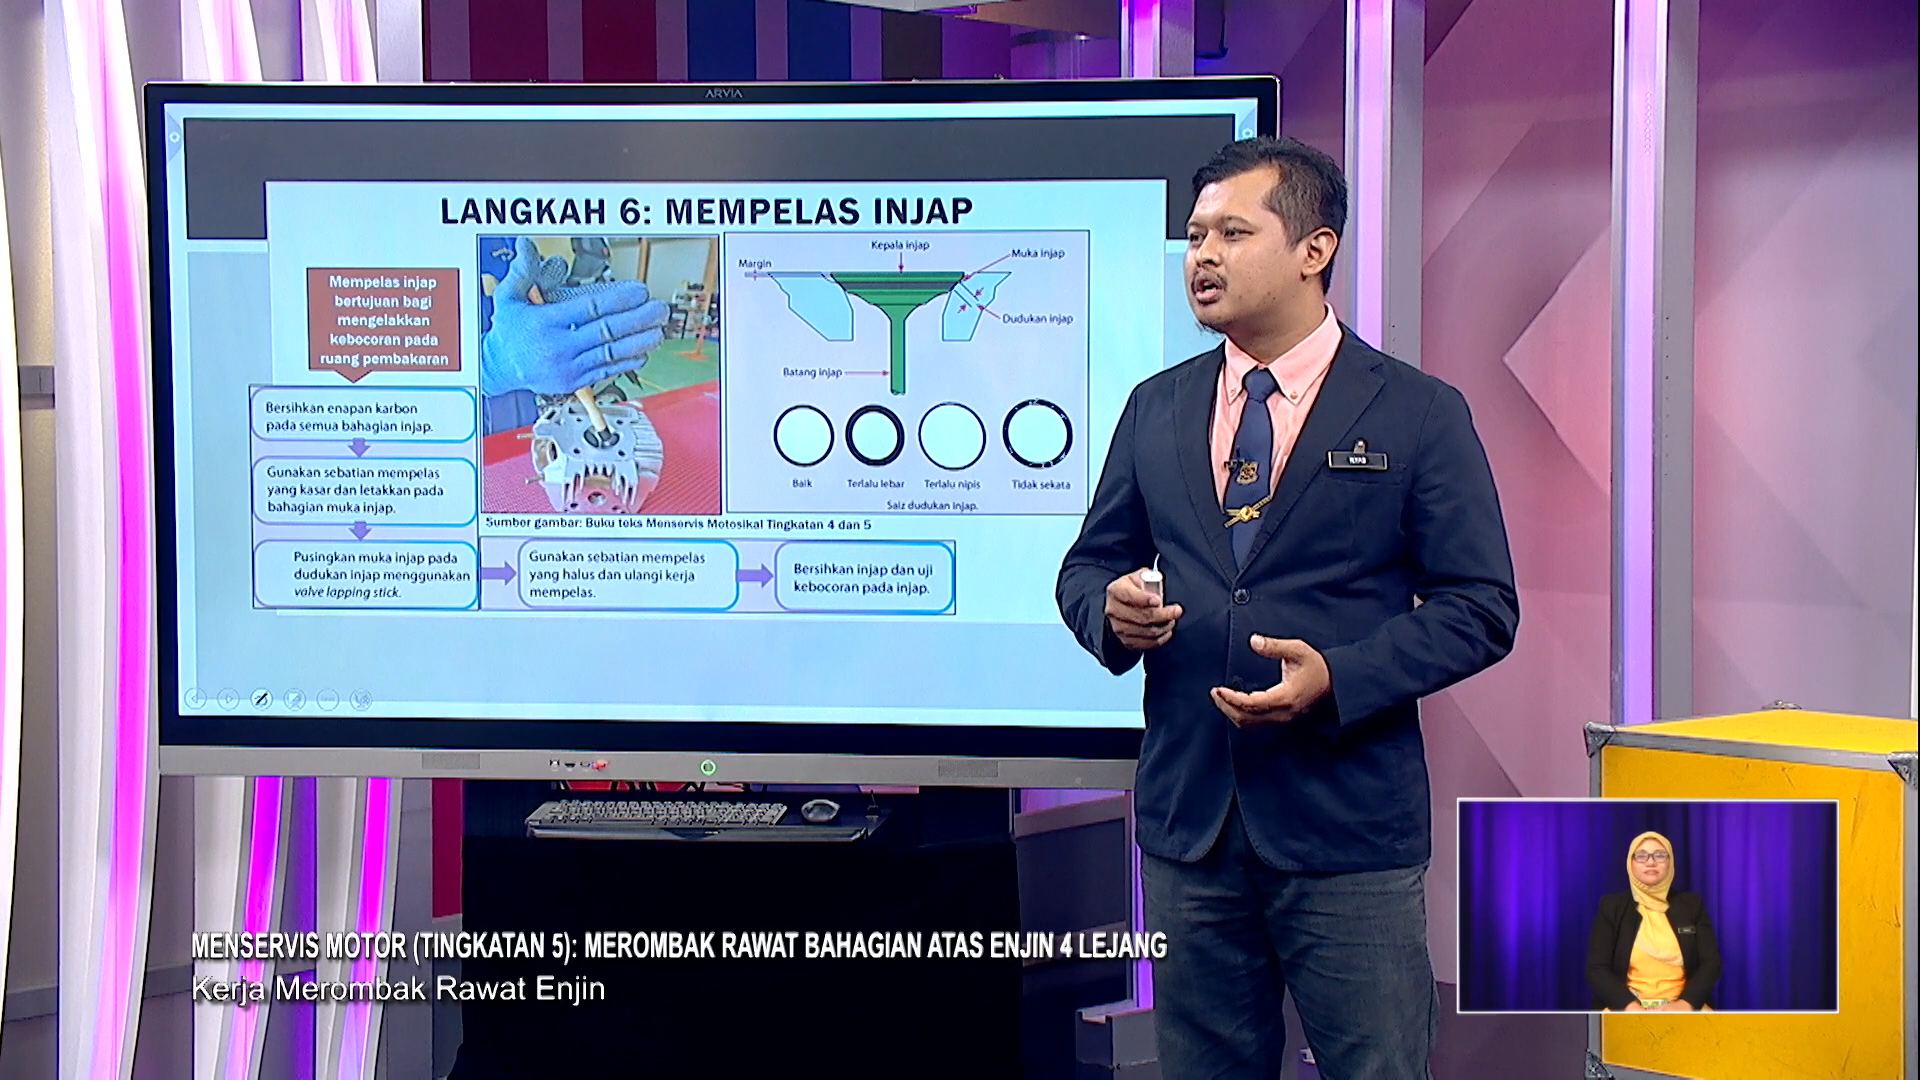 ARVIA
LANGKAH 6: MEMPELAS INJAP
Mempelas injap
bertujuan bagi
mengelakkan
kebocoran pada
ruang pembakaran
Bersihkan enapan karbon
pada semua bahagian injap.
Gunakan sebatian mempelas
yang kasar dan letakkan pada
bahagian muka injap.
Pusingkan muka injap pada
dudukan injap menggunakan
valve lapping stick.
Gunakan sebatian mempelas
yang halus dan ulangi kerja
mempelas.
Bersihkan injap dan uji
kebocoran pada injap.
Kepala injap
Margin
Muka injap
Dudukan injap
Batang injap
Baik
Terlalu lebar
Terlalu nipis
Tidak sekata
Saiz dudukan injap.
Sumber gambar: Buku teks Menservis Motosikal Tingkatan 4 dan 5
MENSERVIS MOTOR (TINGKATAN 5): MEROMBAK RAWAT BAHAGIAN ATAS ENJIN 4 LEJANG
Kerja Merombak Rawat Enjin